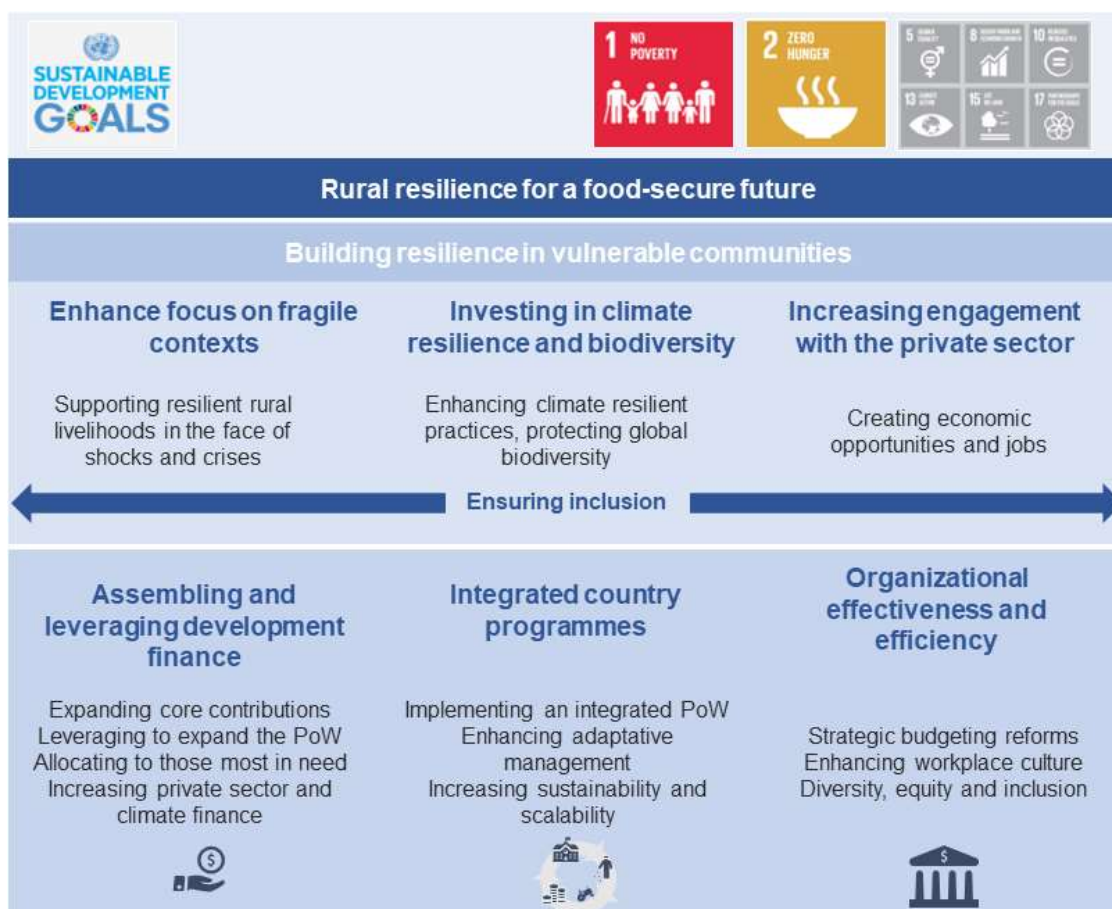 SUSTAINABLE
DEVELOPMENT
GOALS
1 NO
POVERTY
2 ZERO
HUNGER
5
8
10
13
15
17
Rural resilience for a food-secure future
Building resilience in vulnerable communities
Enhance focus on fragile
contexts
Supporting resilient rural
livelihoods in the face of
shocks and crises
Investing in climate
resilience and biodiversity
Enhancing climate resilient
practices, protecting global
biodiversity
Increasing engagement
with the private sector
Creating economic
opportunities and jobs
Ensuring inclusion
Assembling and
leveraging development
finance
Expanding core contributions
Leveraging to expand the PoW
Allocating to those most in need
Increasing private sector and
climate finance
Integrated country
programmes
Implementing an integrated PoW
Enhancing adaptative
management
Increasing sustainability and
scalability
Organizational
effectiveness and
efficiency
Strategic budgeting reforms
Enhancing workplace culture
Diversity, equity and inclusion